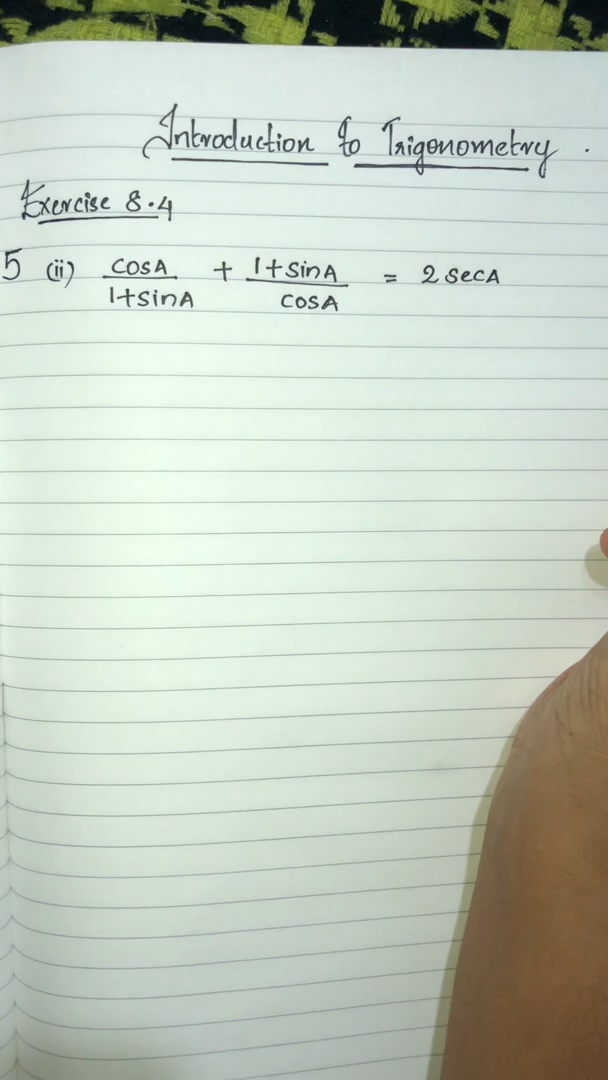 Introduction to Trigonometry.
Exercise 8.4
5 (ii) cosA/1+sinA + 1+sinA/cosA = 2 secA